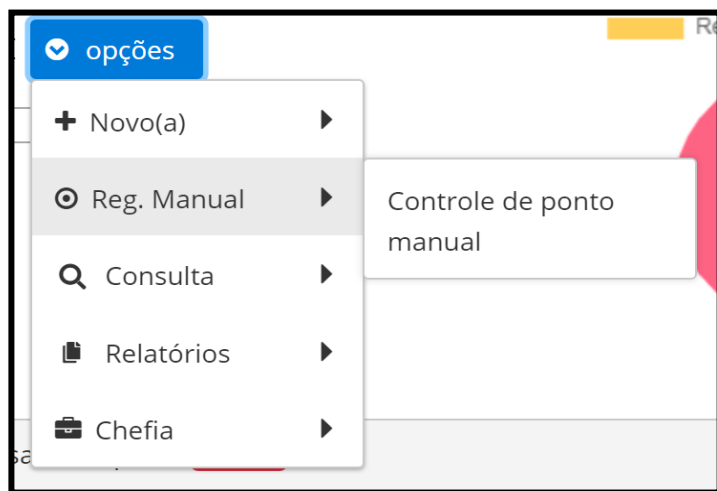 opções
Novo(a)
Reg. Manual
Controle de ponto
manual
Consulta
Relatórios
Chefia